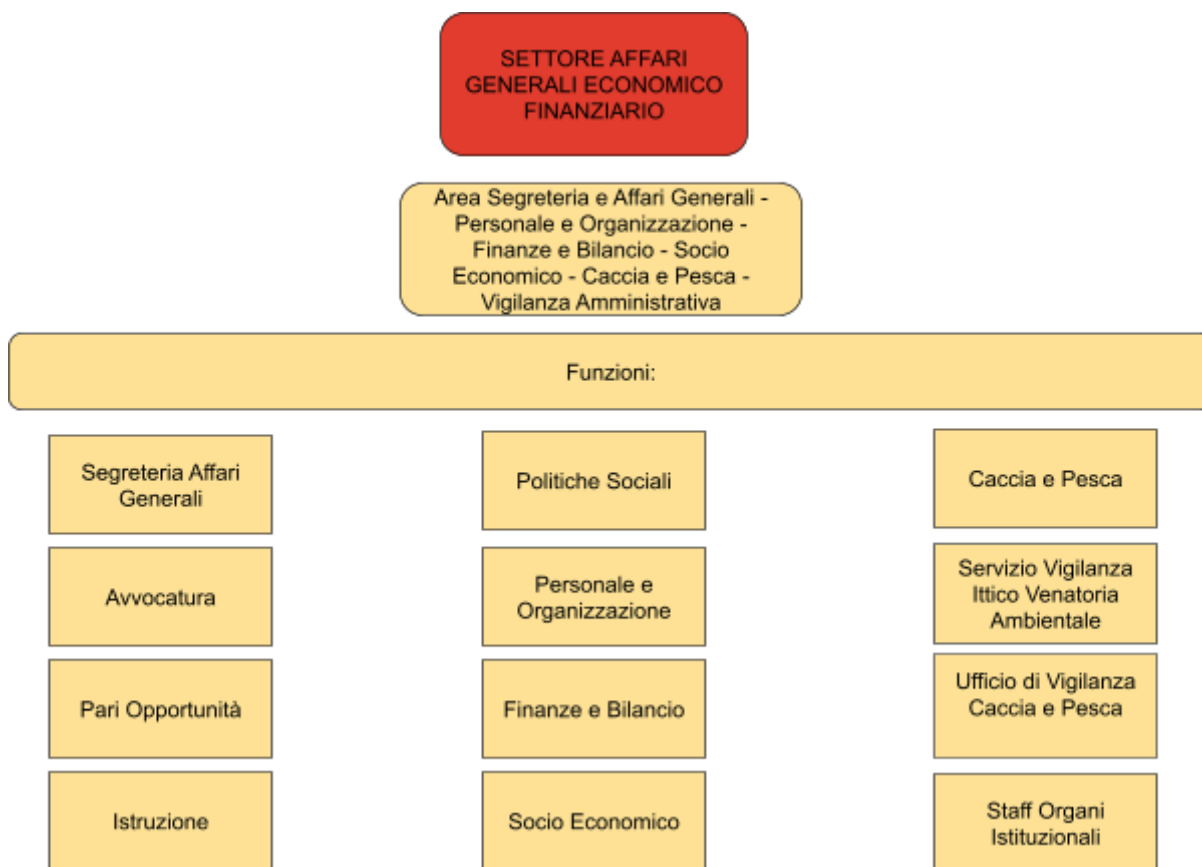 SETTORE AFFARI
GENERALI ECONOMICO
FINANZIARIO
Area Segreteria e Affari Generali -
Personale e Organizzazione -
Finanze e Bilancio - Socio
Economico - Caccia e Pesca -
Vigilanza Amministrativa
Funzioni:
Segreteria Affari
Generali
Avvocatura
Pari Opportunità
Istruzione
Politiche Sociali
Personale e
Organizzazione
Finanze e Bilancio
Socio Economico
Caccia e Pesca
Servizio Vigilanza
Ittico Venatoria
Ambientale
Ufficio di Vigilanza
Caccia e Pesca
Staff Organi
Istituzionali